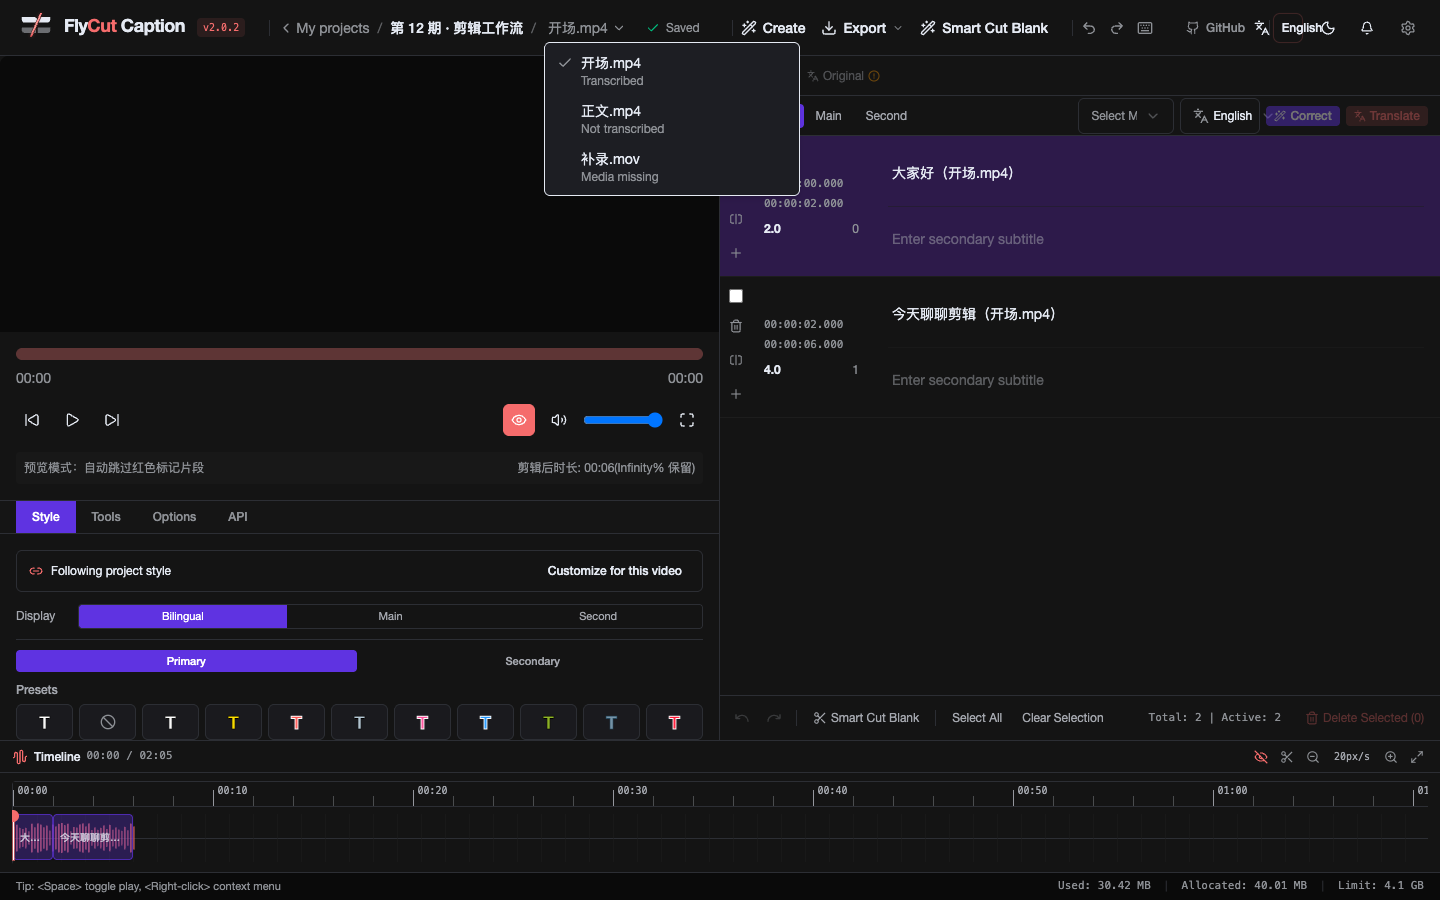 FlyCut Caption v2.0.2 My projects / 第 12 期 · 剪辑工作流 / 开场.mp4 Saved Create Export Smart Cut Blank GitHub English
开场.mp4
Transcribed
正文.mp4
Not transcribed
补录.mov
Media missing
Original
Main Second Select M English Correct Translate
00.000
00:00:02.000
2.0 0
大家好（开场.mp4）
Enter secondary subtitle
00:00:02.000
00:00:06.000
4.0 1
今天聊聊剪辑（开场.mp4）
Enter secondary subtitle
00:00 00:00
预览模式：自动跳过红色标记片段 剪辑后时长: 00:06(Infinity% 保留)
Style Tools Options API
Following project style Customize for this video
Display Bilingual Main Second
Primary Secondary
Presets
T T T T T T T T T T
Smart Cut Blank Select All Clear Selection Total: 2 | Active: 2 Delete Selected (0)
Timeline 00:00 / 02:05 20px/s
00:00 00:10 00:20 00:30 00:40 00:50 01:00 01
大... 今天聊聊剪...
Tip: <Space> toggle play, <Right-click> context menu Used: 30.42 MB | Allocated: 40.01 MB | Limit: 4.1 GB